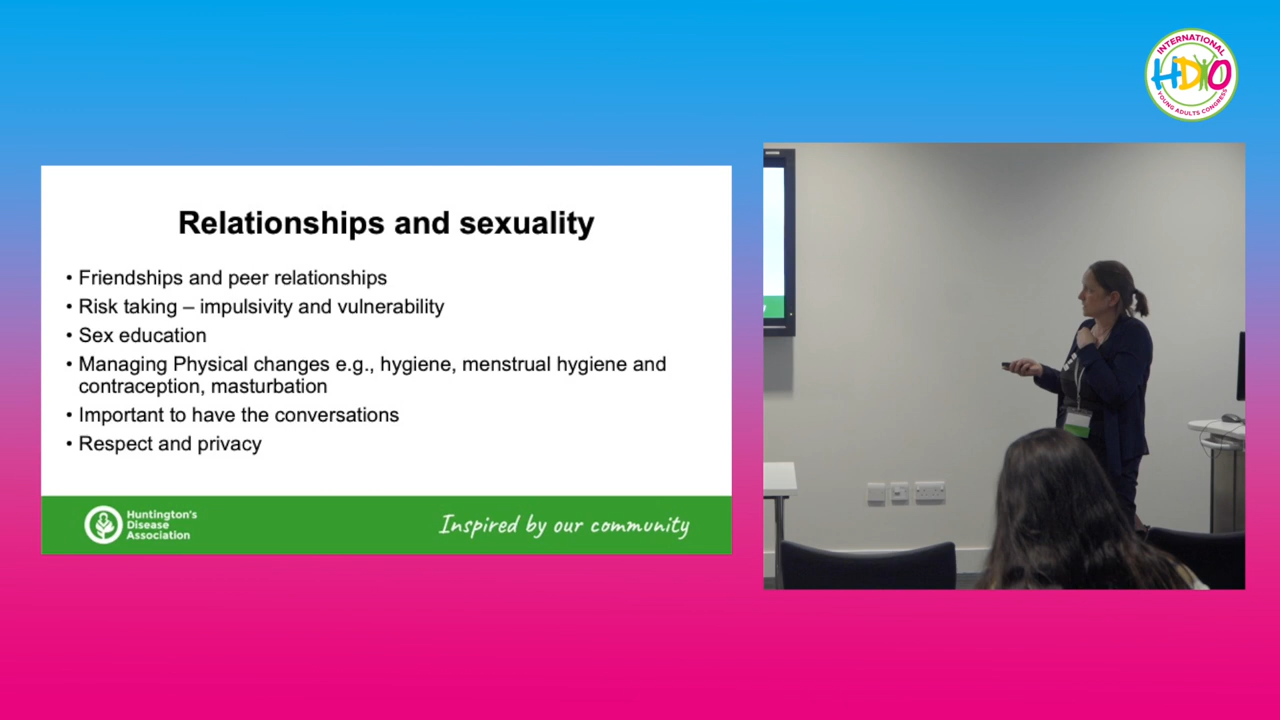 INTERNATIONAL
HDYO
YOUNG ADULTS CONGRESS
Relationships and sexuality
• Friendships and peer relationships
• Risk taking – impulsivity and vulnerability
• Sex education
• Managing Physical changes e.g., hygiene, menstrual hygiene and
contraception, masturbation
• Important to have the conversations
• Respect and privacy
Huntington's
Disease
Association
Inspired by our community